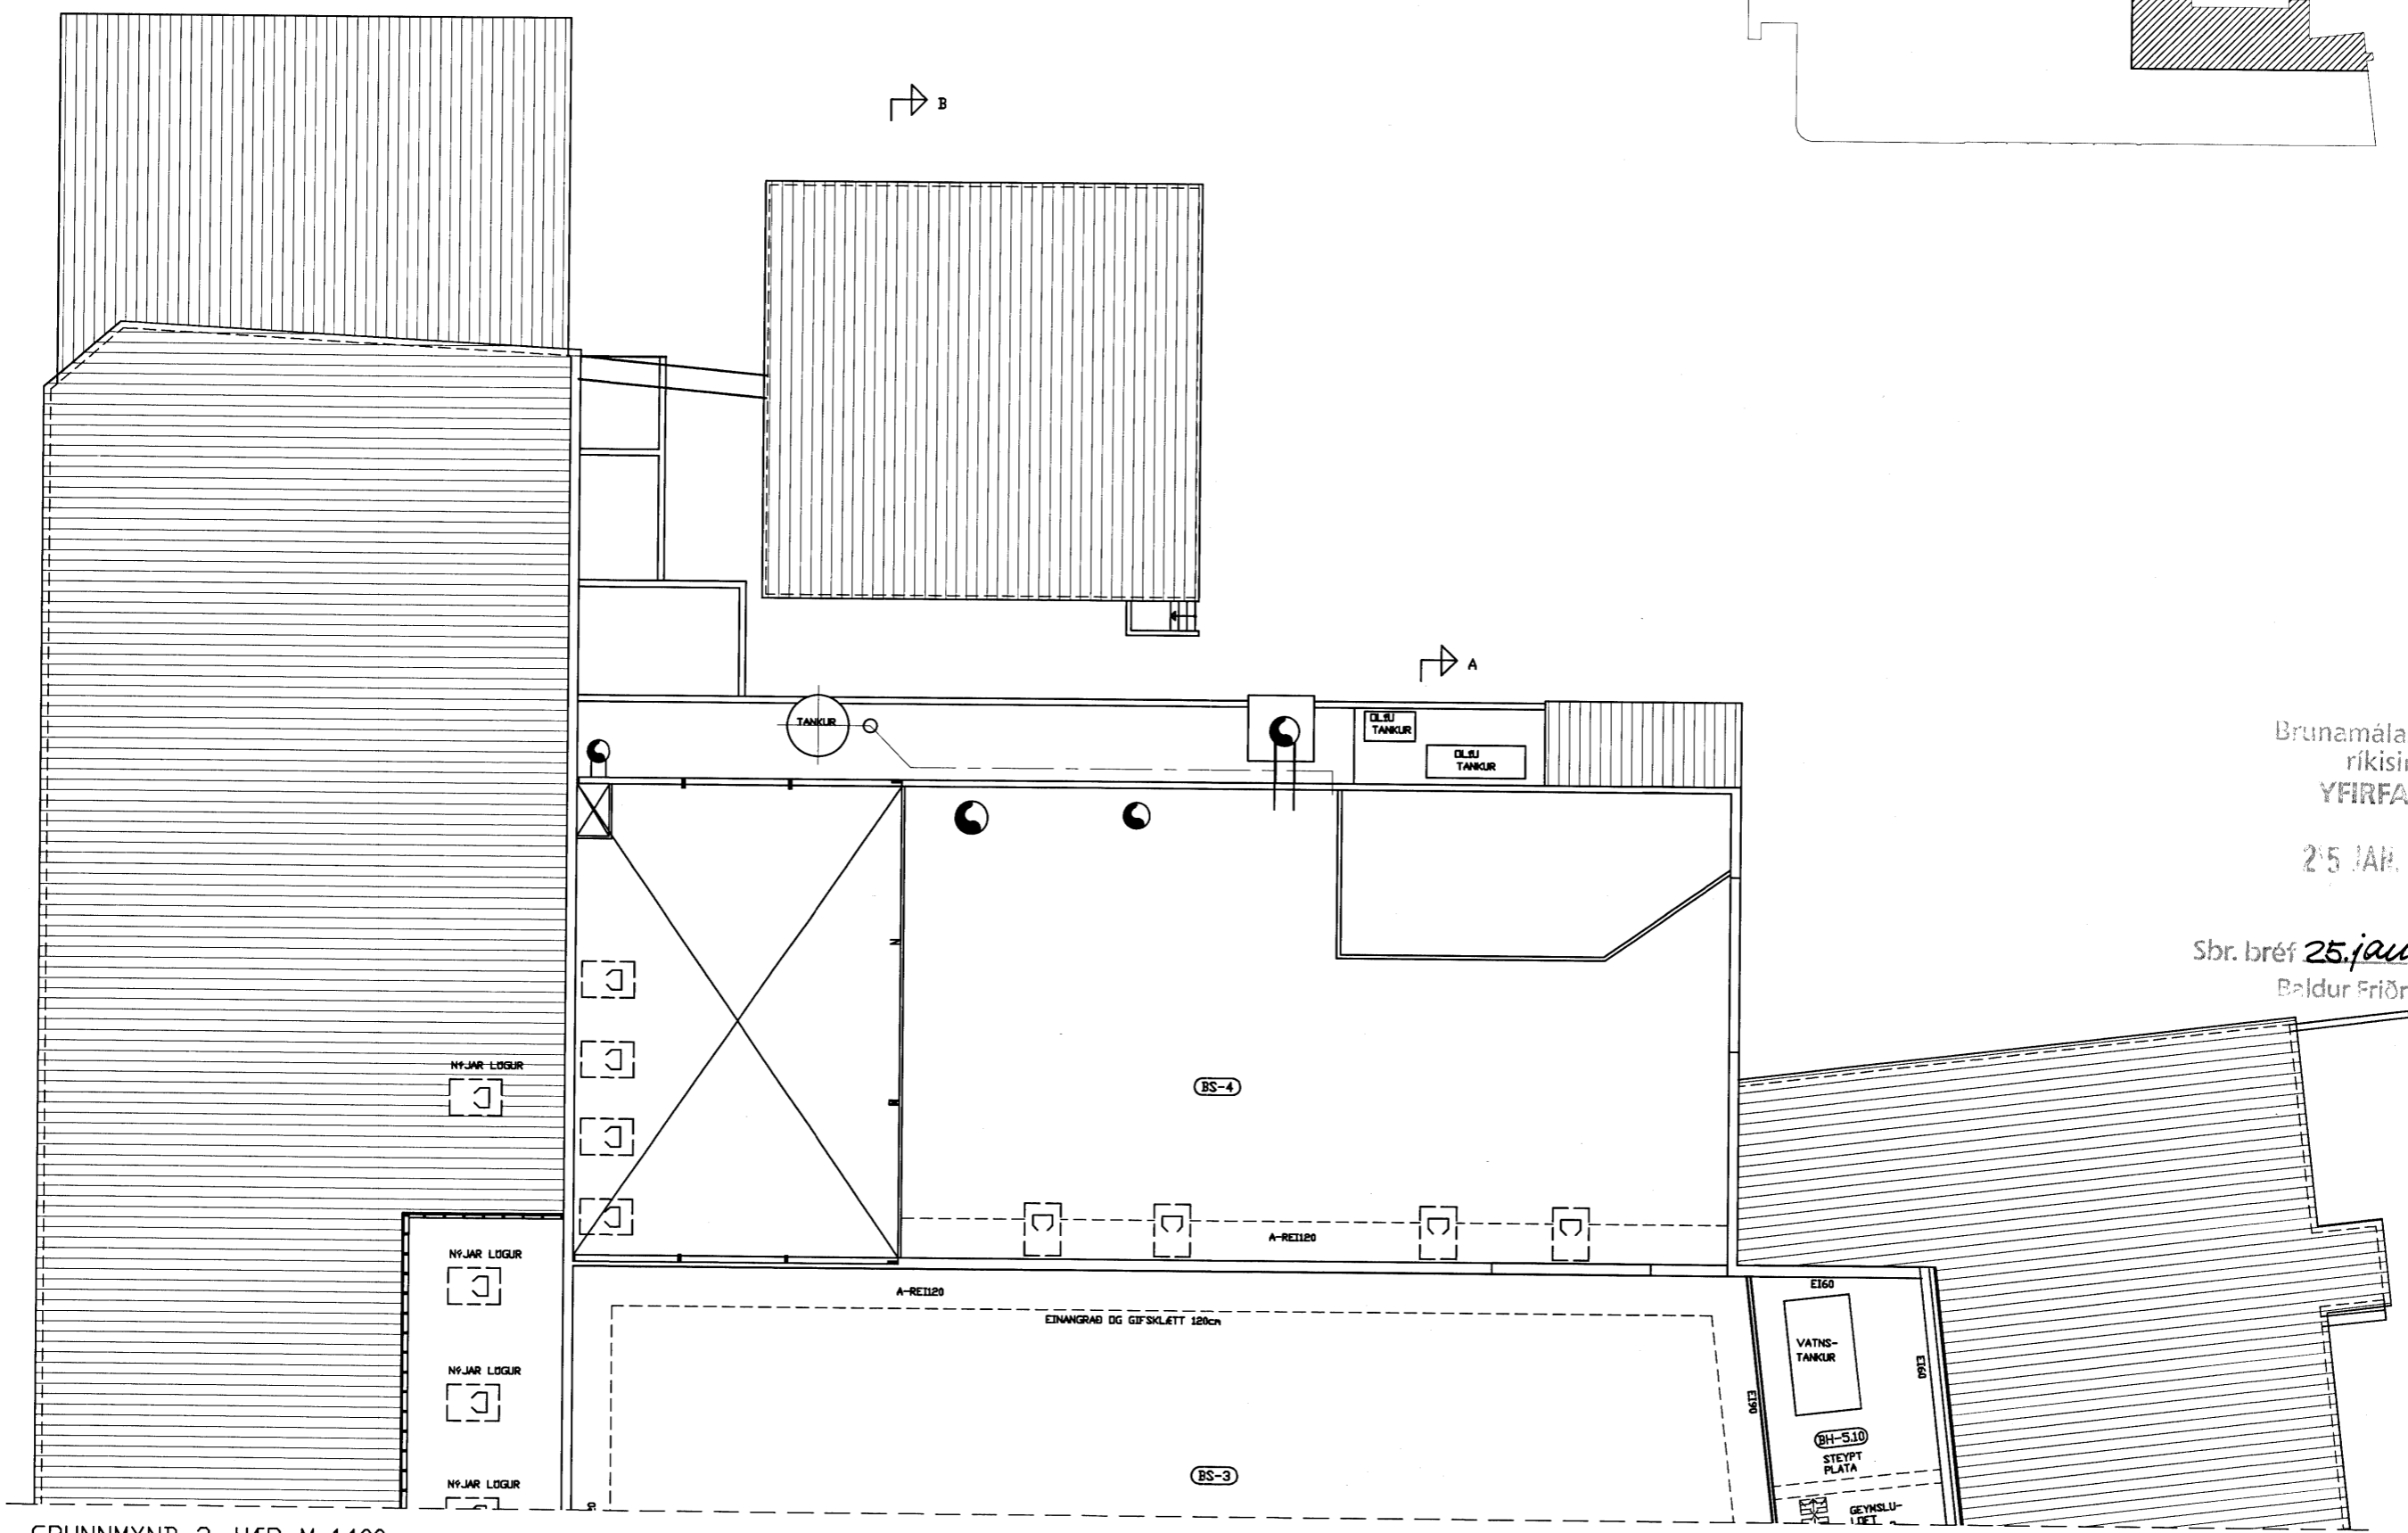 B
A
TANKUR
OLÍU
TANKUR
OLÍU
TANKUR
Brunamála
ríkisin
YFIRFA
25 JAN.
Sbr. bréf 25. jan
Baldur Friðr
NÝJAR LÚGUR
BS-4
A-REI120
NÝJAR LÚGUR
A-REI120
EINANGRAÐ OG GIFSKLÆTT 120cm
EI60
VATNS-
TANKUR
EI60
EI90
NÝJAR LÚGUR
BH-5.10
STEYPT
PLATA
BS-3
NÝJAR LÚGUR
GEYMSLU-
LOFT